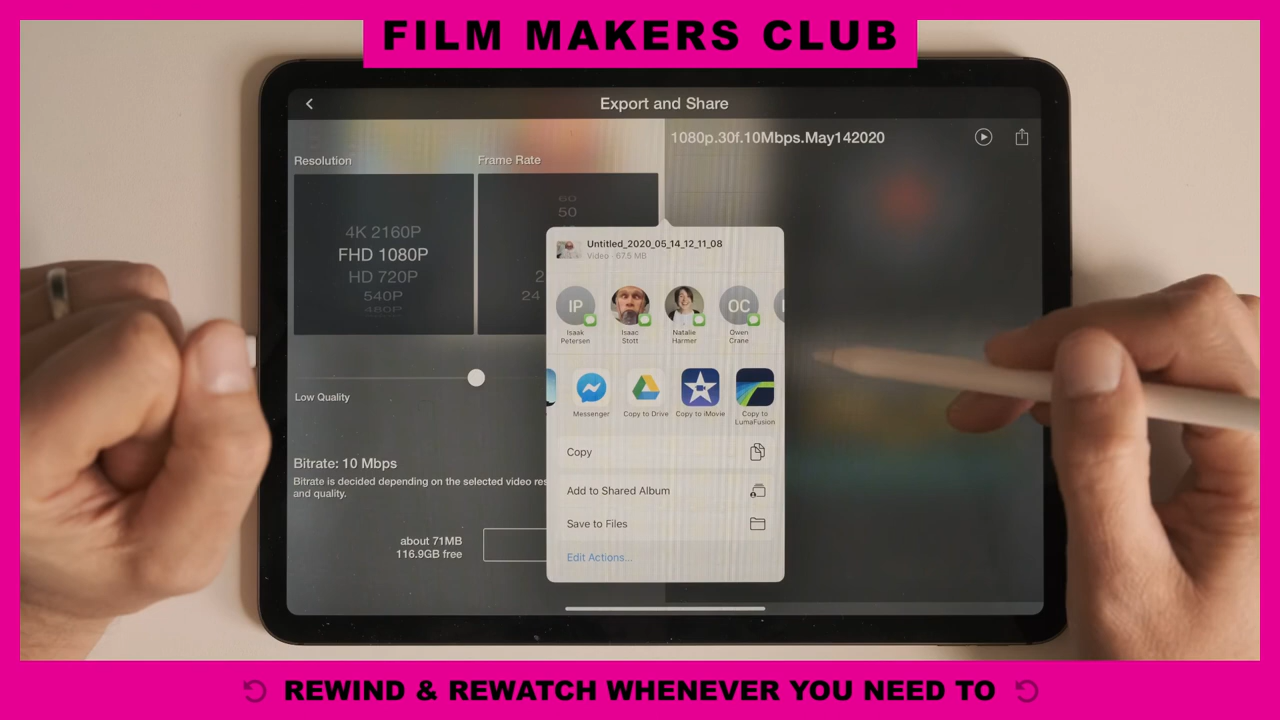 FILM MAKERS CLUB
Export and Share
1080p.30f.10Mbps.May142020
Resolution
Frame Rate
4K 2160P
FHD 1080P
HD 720P
540P
480P
60
50
24
Untitled_2020_05_14_12_11_08
Video · 67.5 MB
IP
OC
Isaak
Petersen
Isaac
Stott
Natalie
Harmer
Owen
Crane
Messenger
Copy to Drive
Copy to iMovie
Copy to
LumaFusion
Low Quality
Copy
Add to Shared Album
Save to Files
Edit Actions...
Bitrate: 10 Mbps
Bitrate is decided depending on the selected video
and quality.
about 71MB
116.9GB free
REWIND & REWATCH WHENEVER YOU NEED TO